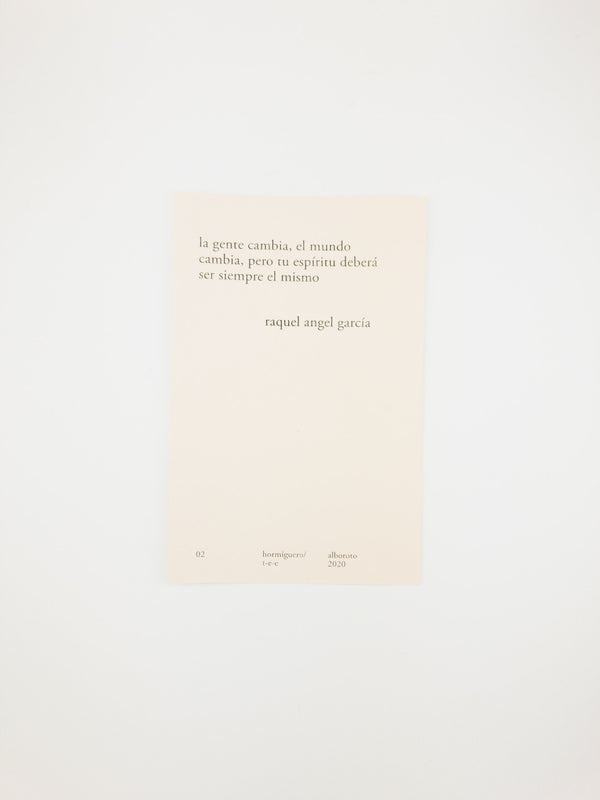 la gente cambia, el mundo
cambia, pero tu espíritu deberá
ser siempre el mismo
raquel angel garcía
02
hormiguero/
t-e-e
alboroto
2020